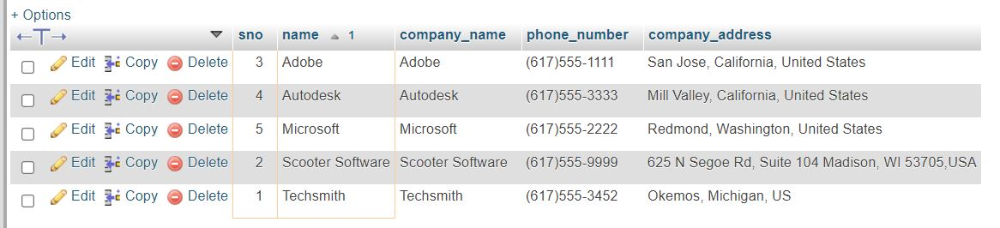 + Options
←T→ sno name 1 company_name phone_number company_address
Edit Copy Delete 3 Adobe Adobe (617)555-1111 San Jose, California, United States
Edit Copy Delete 4 Autodesk Autodesk (617)555-3333 Mill Valley, California, United States
Edit Copy Delete 5 Microsoft Microsoft (617)555-2222 Redmond, Washington, United States
Edit Copy Delete 2 Scooter Software Scooter Software (617)555-9999 625 N Segoe Rd, Suite 104 Madison, WI 53705,USA
Edit Copy Delete 1 Techsmith Techsmith (617)555-3452 Okemos, Michigan, US